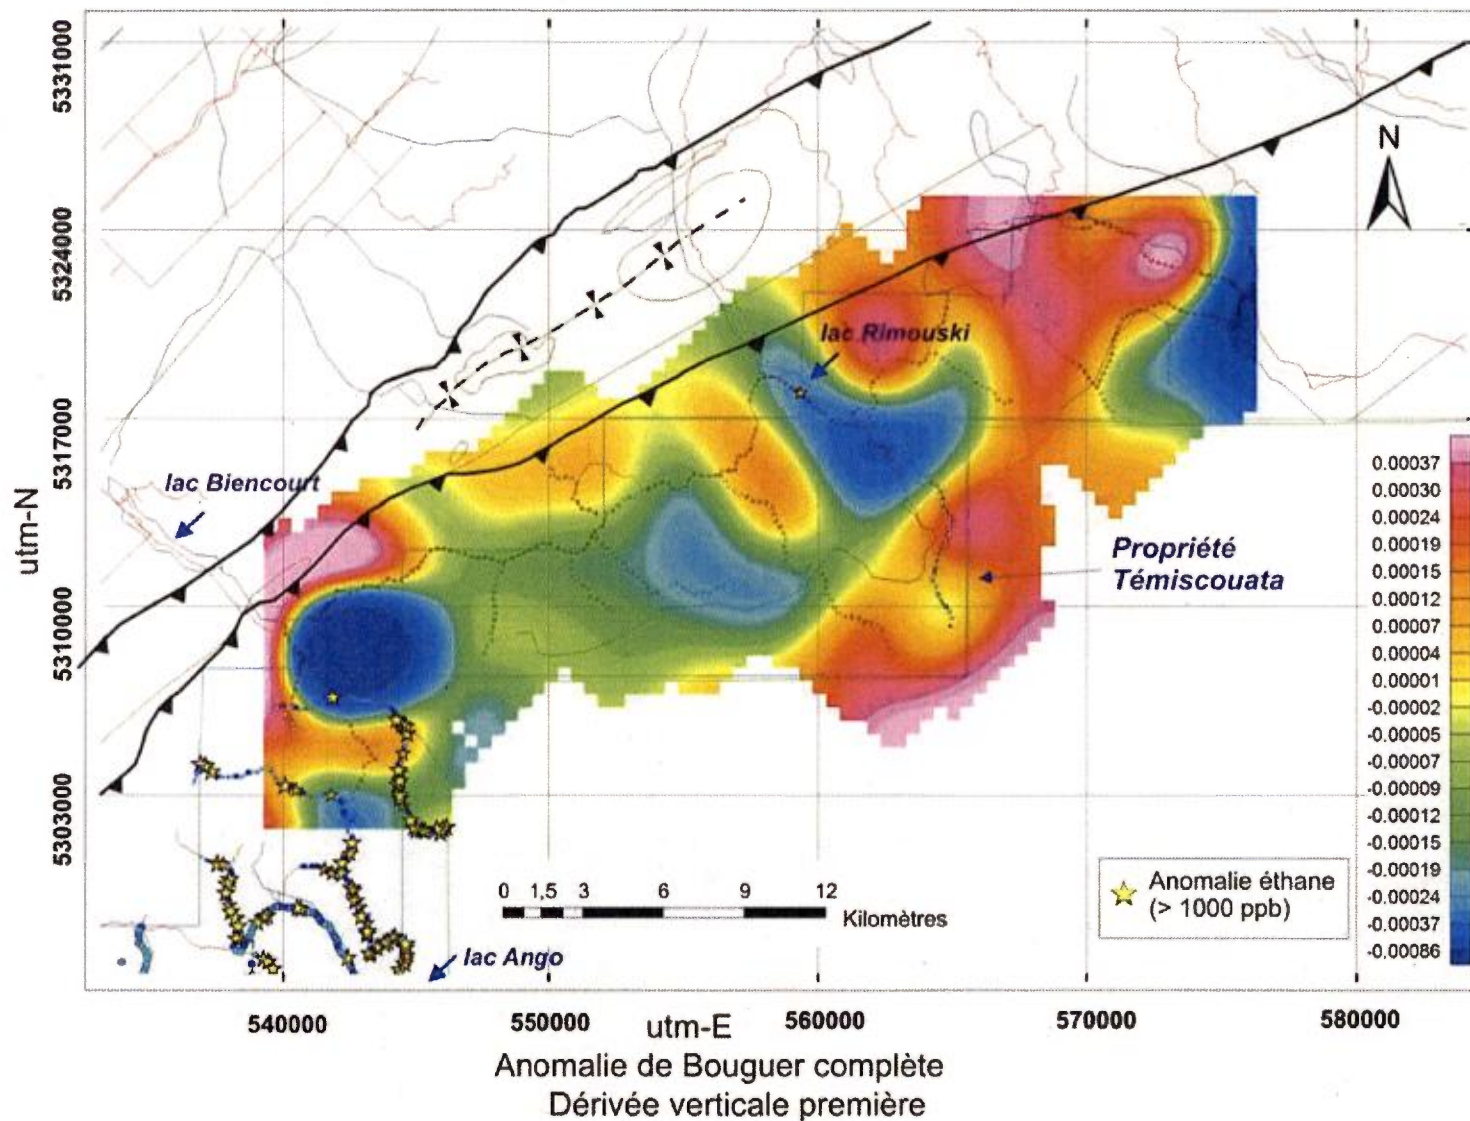 5331000
5324000
5317000
5310000
5303000
utm-N
N
lac Rimouski
lac Biencourt
Propriété
Témiscouata
lac Ango
0 1,5 3 6 9 12
Kilomètres
Anomalie éthane
(> 1000 ppb)
0.00037
0.00030
0.00024
0.00019
0.00015
0.00012
0.00007
0.00004
0.00001
-0.00002
-0.00005
-0.00007
-0.00009
-0.00012
-0.00015
-0.00019
-0.00024
-0.00037
-0.00086
540000 550000 560000 570000 580000
utm-E
Anomalie de Bouguer complète
Dérivée verticale première